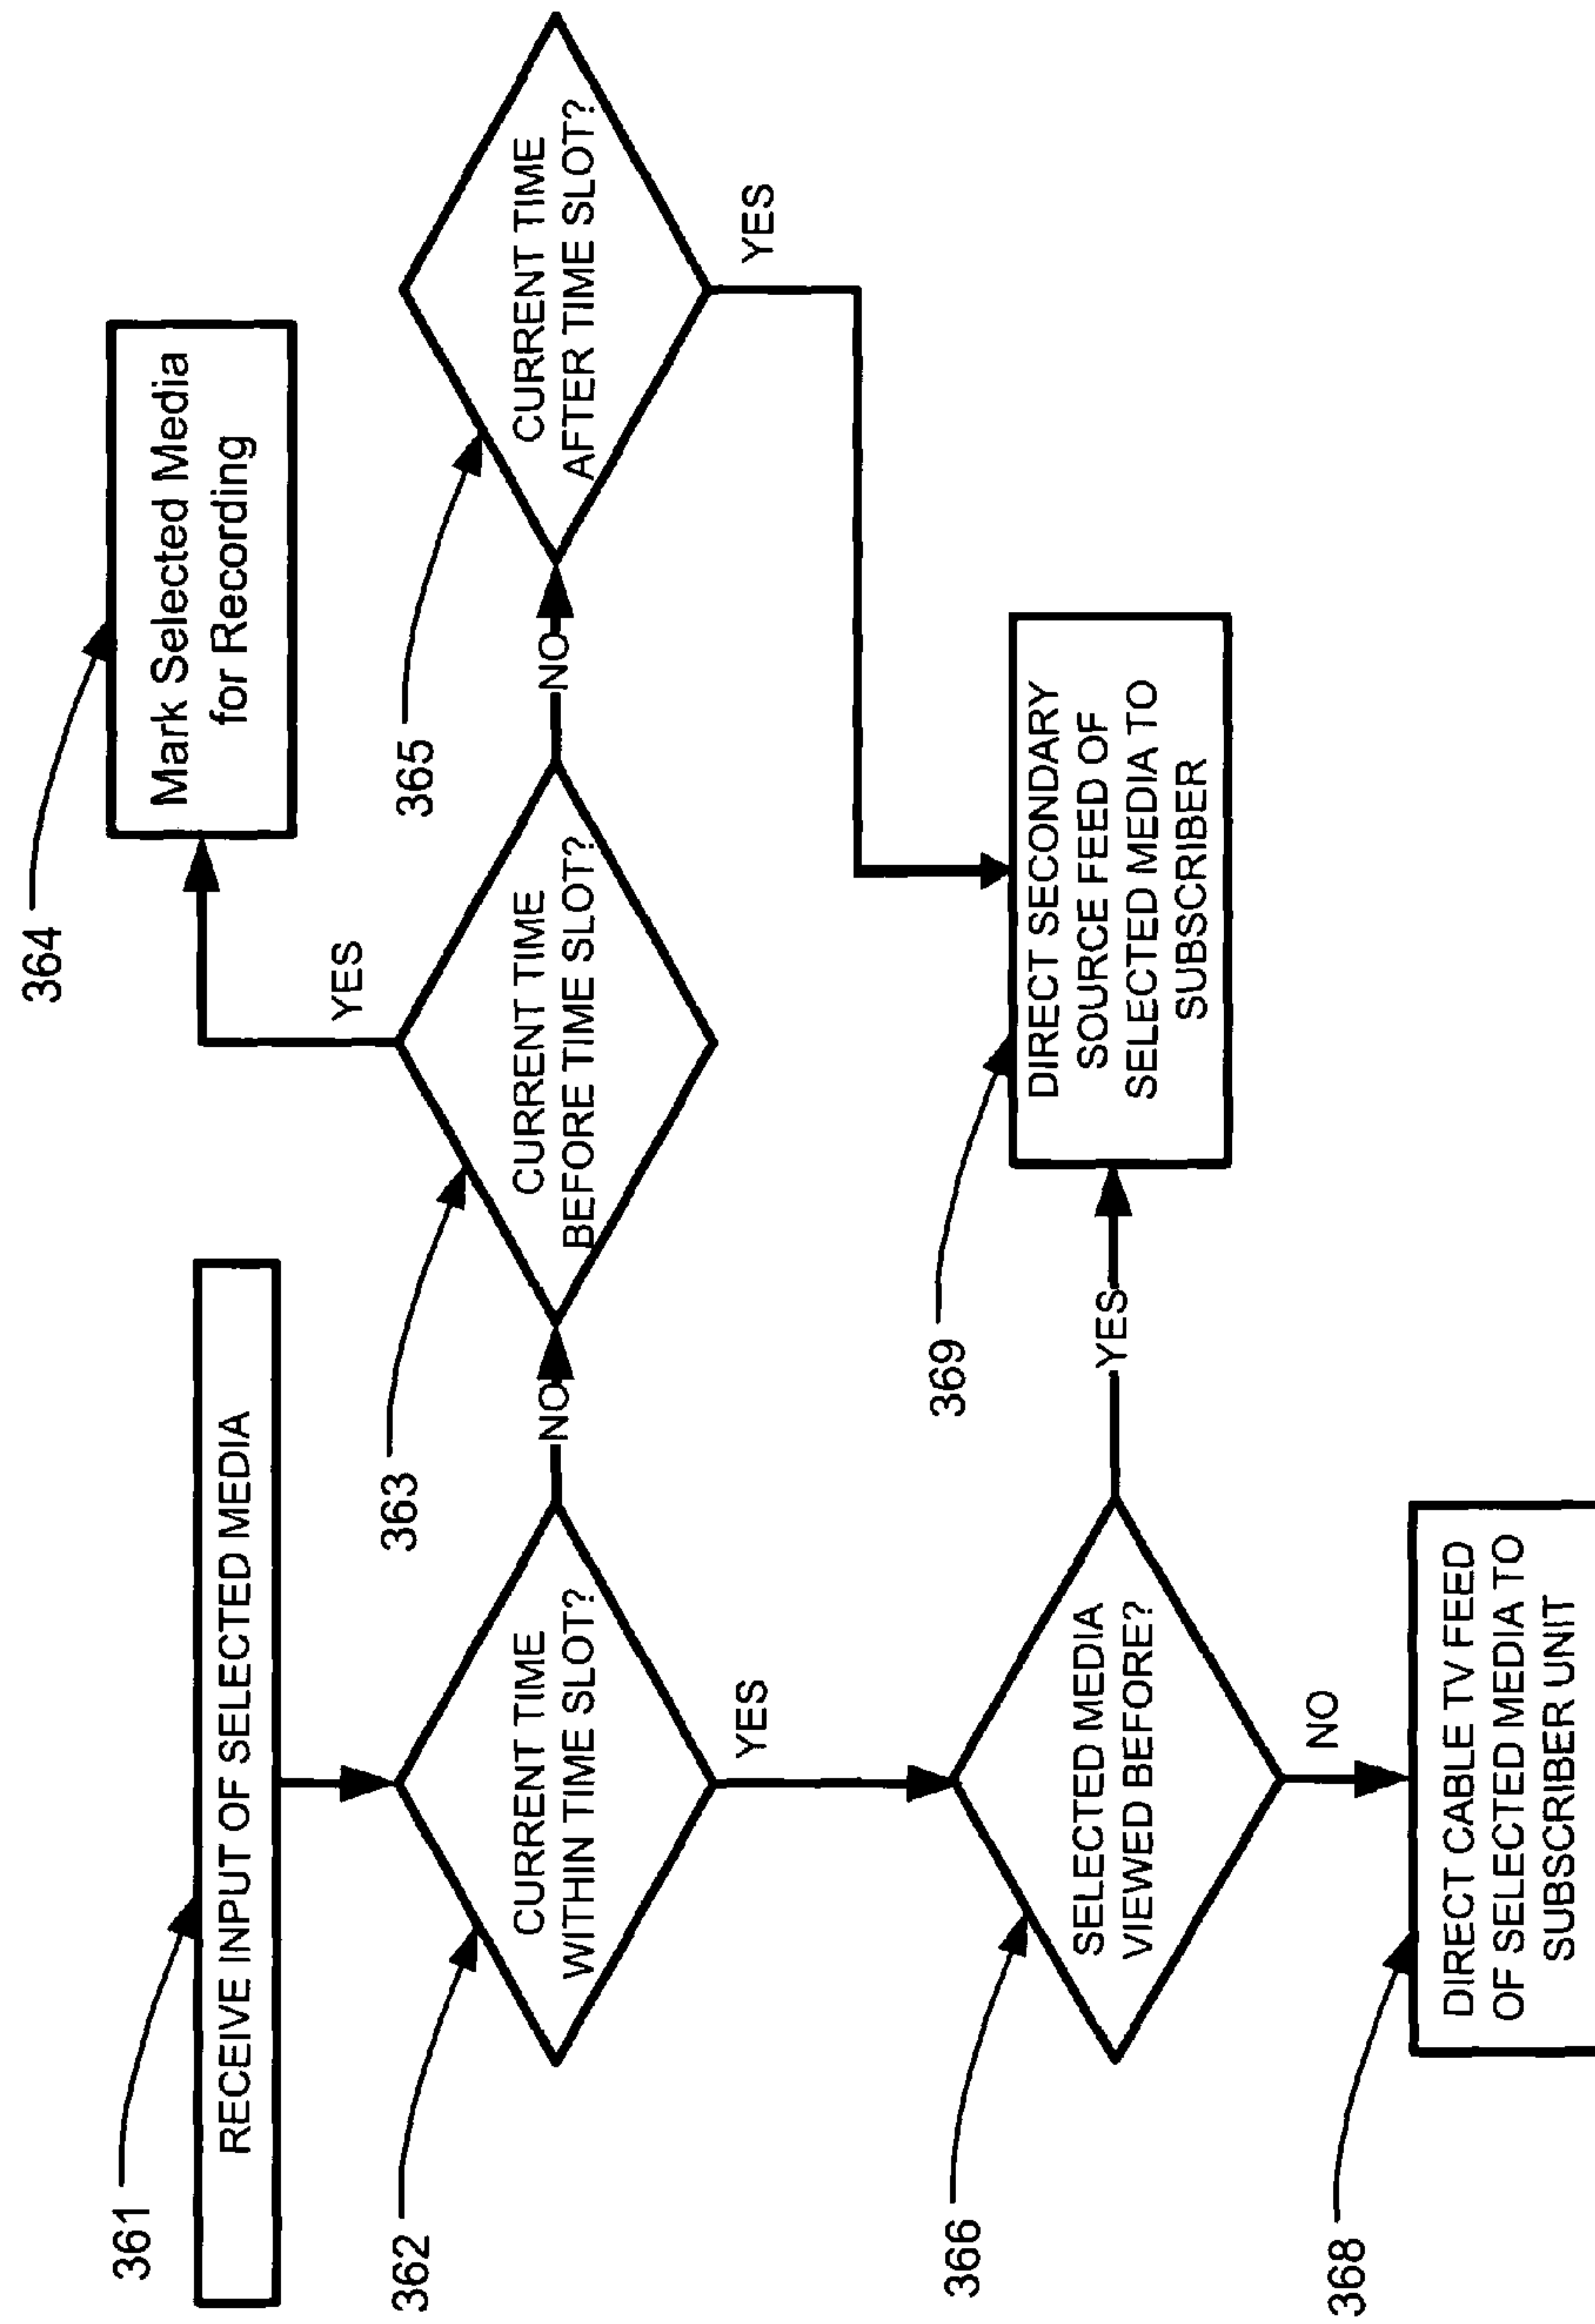 361
RECEIVE INPUT OF SELECTED MEDIA
364
Mark Selected Media
for Recording
362
CURRENT TIME
WITHIN TIME SLOT?
NO
363
CURRENT TIME
BEFORE TIME SLOT?
YES
NO
365
CURRENT TIME
AFTER TIME SLOT?
YES
YES
366
SELECTED MEDIA
VIEWED BEFORE?
YES
369
DIRECT SECONDARY
SOURCE FEED OF
SELECTED MEDIA TO
SUBSCRIBER
NO
368
DIRECT CABLE TV FEED
OF SELECTED MEDIA TO
SUBSCRIBER UNIT